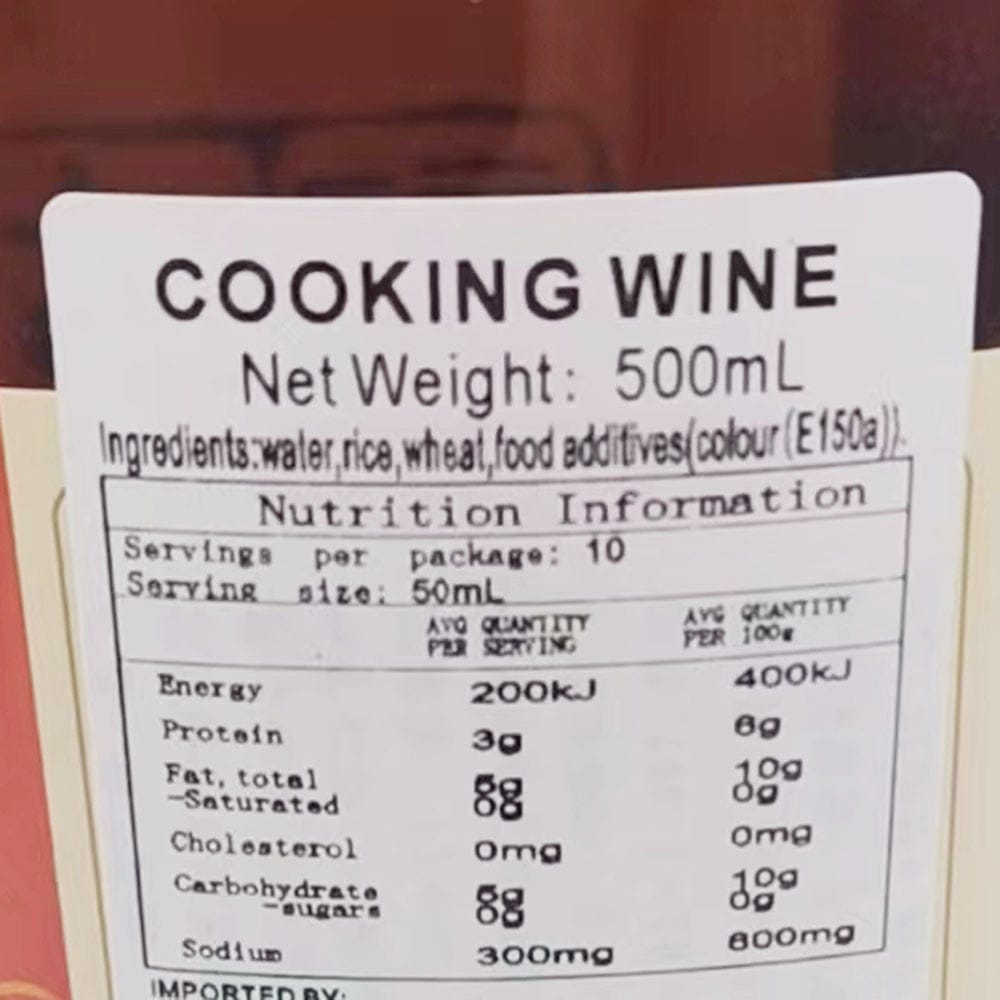 COOKING WINE
Net Weight: 500mL
Ingredients:water,rice,wheat,food additives(colour(E150a)).
Nutrition Information
Servings per package: 10
Serving size: 50mL
AVG QUANTITY PER SERVING AVG QUANTITY PER 100g
Energy 200kJ 400kJ
Protein 3g 6g
Fat, total 5g 10g
-Saturated 0g 0g
Cholesterol 0mg 0mg
Carbohydrate 5g 10g
-sugars 0g 0g
Sodium 300mg 600mg
IMPORTED BY: